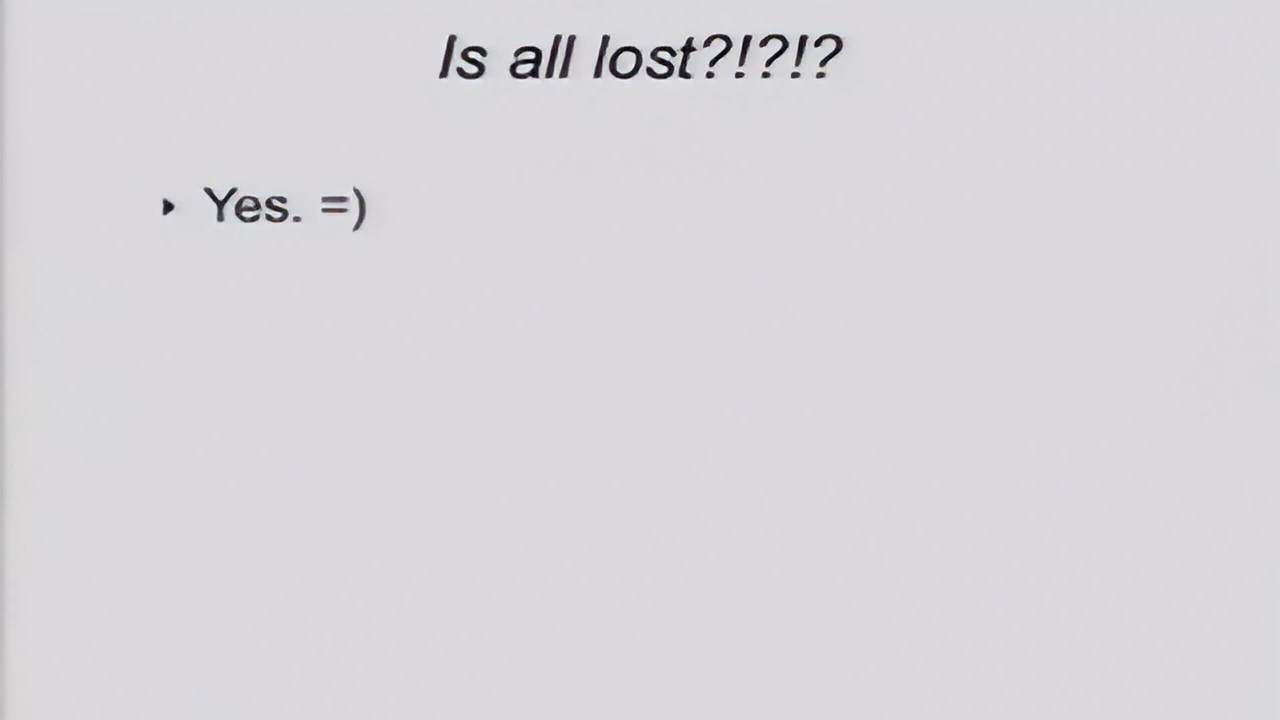 Is all lost?!?!?
‣ Yes. =)